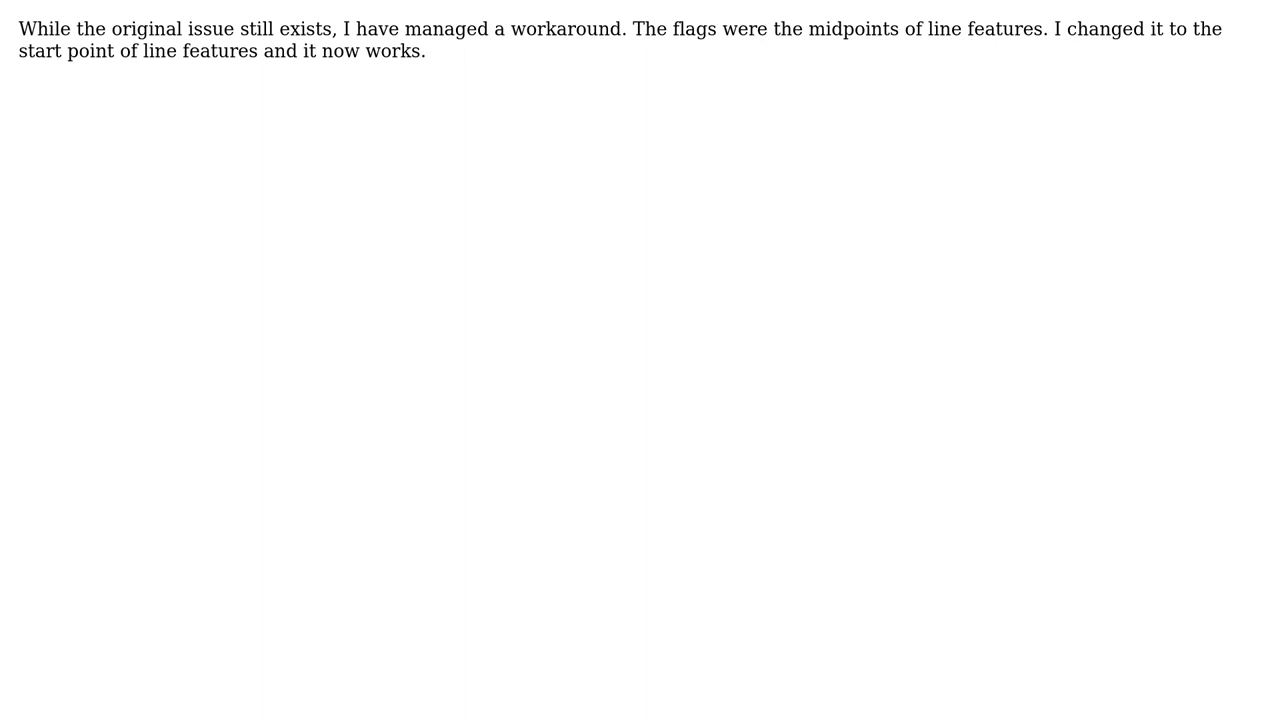 While the original issue still exists, I have managed a workaround. The flags were the midpoints of line features. I changed it to the
start point of line features and it now works.